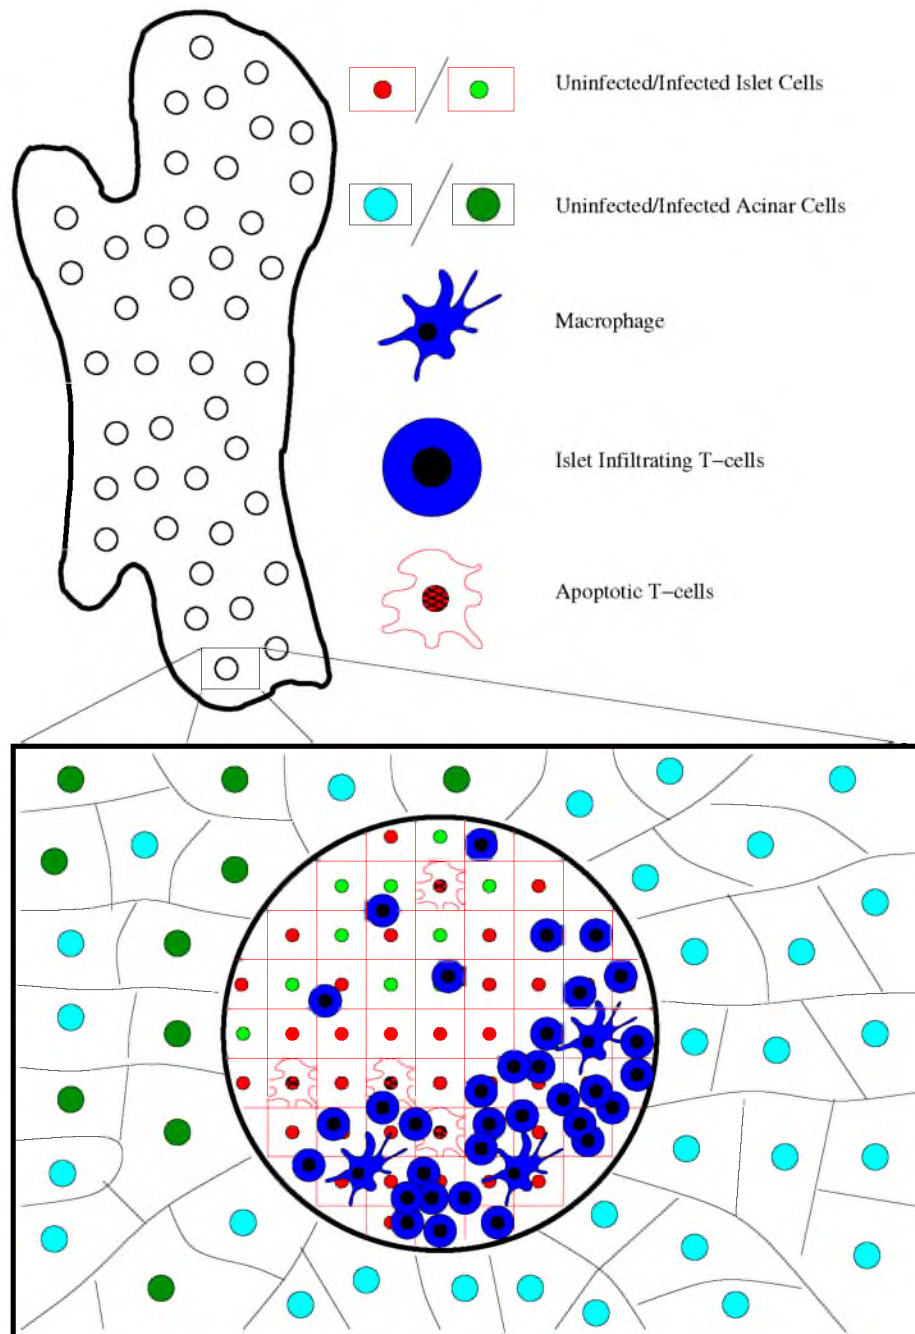 Uninfected/Infected Islet Cells
Uninfected/Infected Acinar Cells
Macrophage
Islet Infiltrating T−cells
Apoptotic T−cells